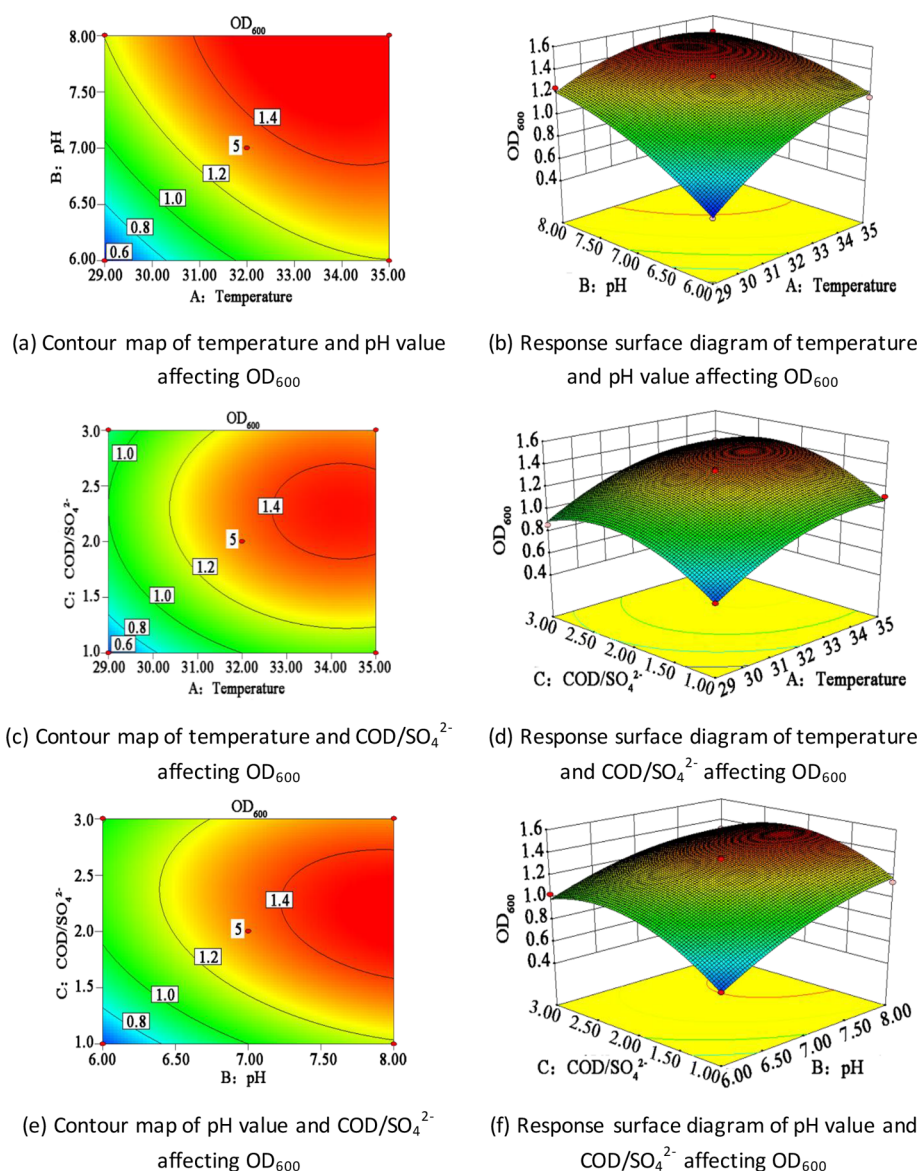 OD600
8.00
7.50
7.00
6.50
6.00
B: pH
1.4
5
1.2
1.0
0.8
0.6
29.00 30.00 31.00 32.00 33.00 34.00 35.00
A: Temperature
1.6
1.4
1.2
1.0
0.8
0.6
0.4
OD600
8.00 7.50 7.00 6.50 6.00
29 30 31 32 33 34 35
B: pH
A: Temperature
(a) Contour map of temperature and pH value
affecting OD600
(b) Response surface diagram of temperature
and pH value affecting OD600
OD600
3.0
2.5
2.0
1.5
1.0
C: COD/SO4²⁻
1.0
1.4
5
1.2
1.0
0.8
0.6
29.00 30.00 31.00 32.00 33.00 34.00 35.00
A: Temperature
1.6
1.4
1.2
1.0
0.8
0.6
0.4
OD600
3.00 2.50 2.00 1.50 1.00
29 30 31 32 33 34 35
C: COD/SO4²⁻
A: Temperature
(c) Contour map of temperature and COD/SO4²⁻
affecting OD600
(d) Response surface diagram of temperature
and COD/SO4²⁻ affecting OD600
OD600
3.0
2.5
2.0
1.5
1.0
C: COD/SO4²⁻
1.4
5
1.2
1.0
0.8
6.00 6.50 7.00 7.50 8.00
B: pH
1.6
1.4
1.2
1.0
0.8
0.6
0.4
OD600
3.00 2.50 2.00 1.50 1.00
6.00 6.50 7.00 7.50 8.00
C: COD/SO4²⁻
B: pH
(e) Contour map of pH value and COD/SO4²⁻
affecting OD600
(f) Response surface diagram of pH value and
COD/SO4²⁻ affecting OD600